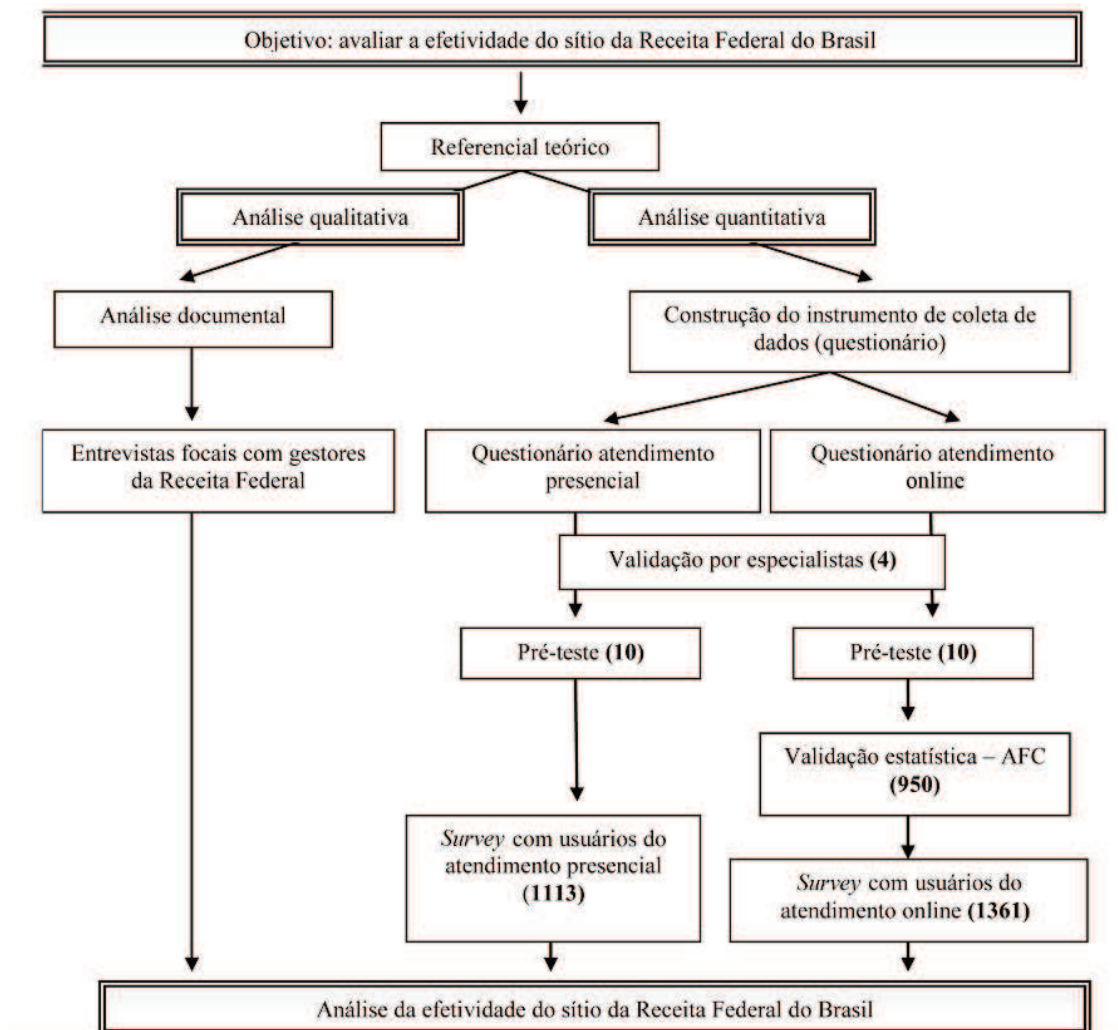 Objetivo: avaliar a efetividade do sítio da Receita Federal do Brasil
Referencial teórico
Análise qualitativa
Análise quantitativa
Análise documental
Construção do instrumento de coleta de
dados (questionário)
Entrevistas focais com gestores
da Receita Federal
Questionário atendimento
presencial
Questionário atendimento
online
Validação por especialistas (4)
Pré-teste (10)
Pré-teste (10)
Validação estatística – AFC
(950)
Survey com usuários do
atendimento presencial
(1113)
Survey com usuários do
atendimento online (1361)
Análise da efetividade do sítio da Receita Federal do Brasil